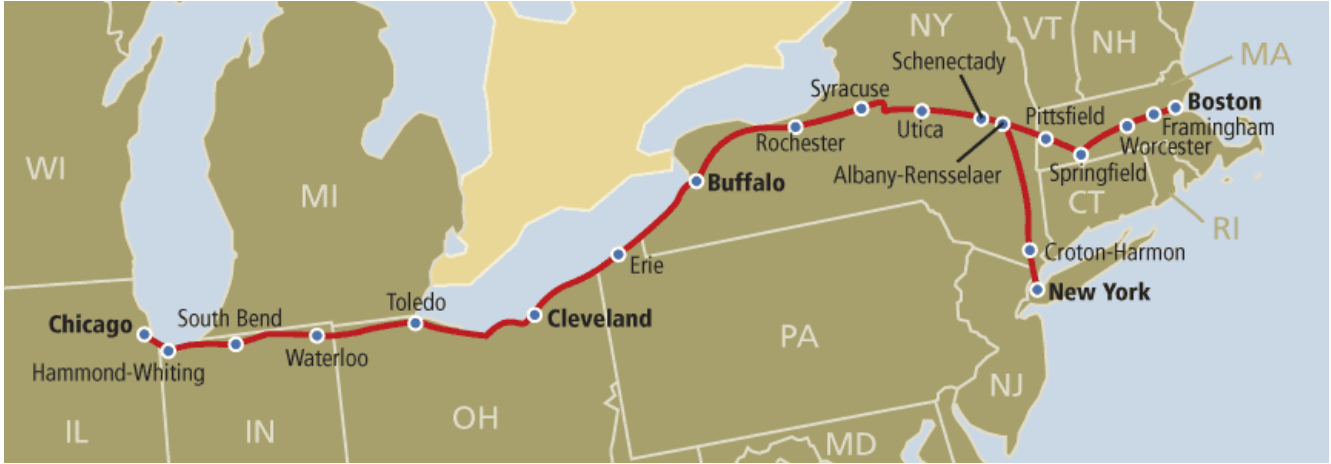 NY
VT
NH
MA
Schenectady
Syracuse
Boston
Pittsfield
Utica
Framingham
Rochester
Worcester
WI
Albany-Rensselaer
Springfield
Buffalo
MI
CT
RI
Croton-Harmon
Erie
New York
Toledo
South Bend
Cleveland
Chicago
Waterloo
PA
Hammond-Whiting
NJ
OH
IL
IN
MD